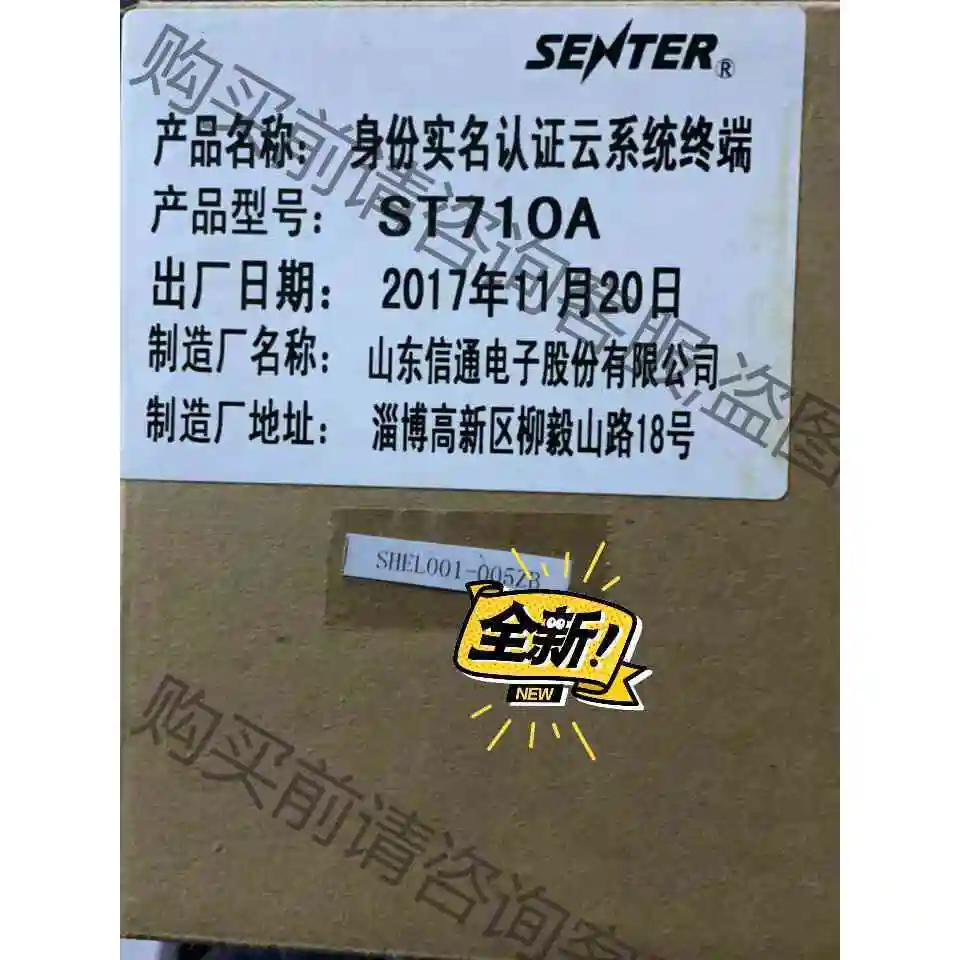 SENTER®
产品名称： 身份实名认证云系统终端
产品型号： ST710A
出厂日期： 2017年11月20日
制造厂名称： 山东信通电子股份有限公司
制造厂地址： 淄博高新区柳毅山路18号
购买前请咨询客服,盗图
SHEL001-005ZB
全新!
NEW
购买前请咨询客